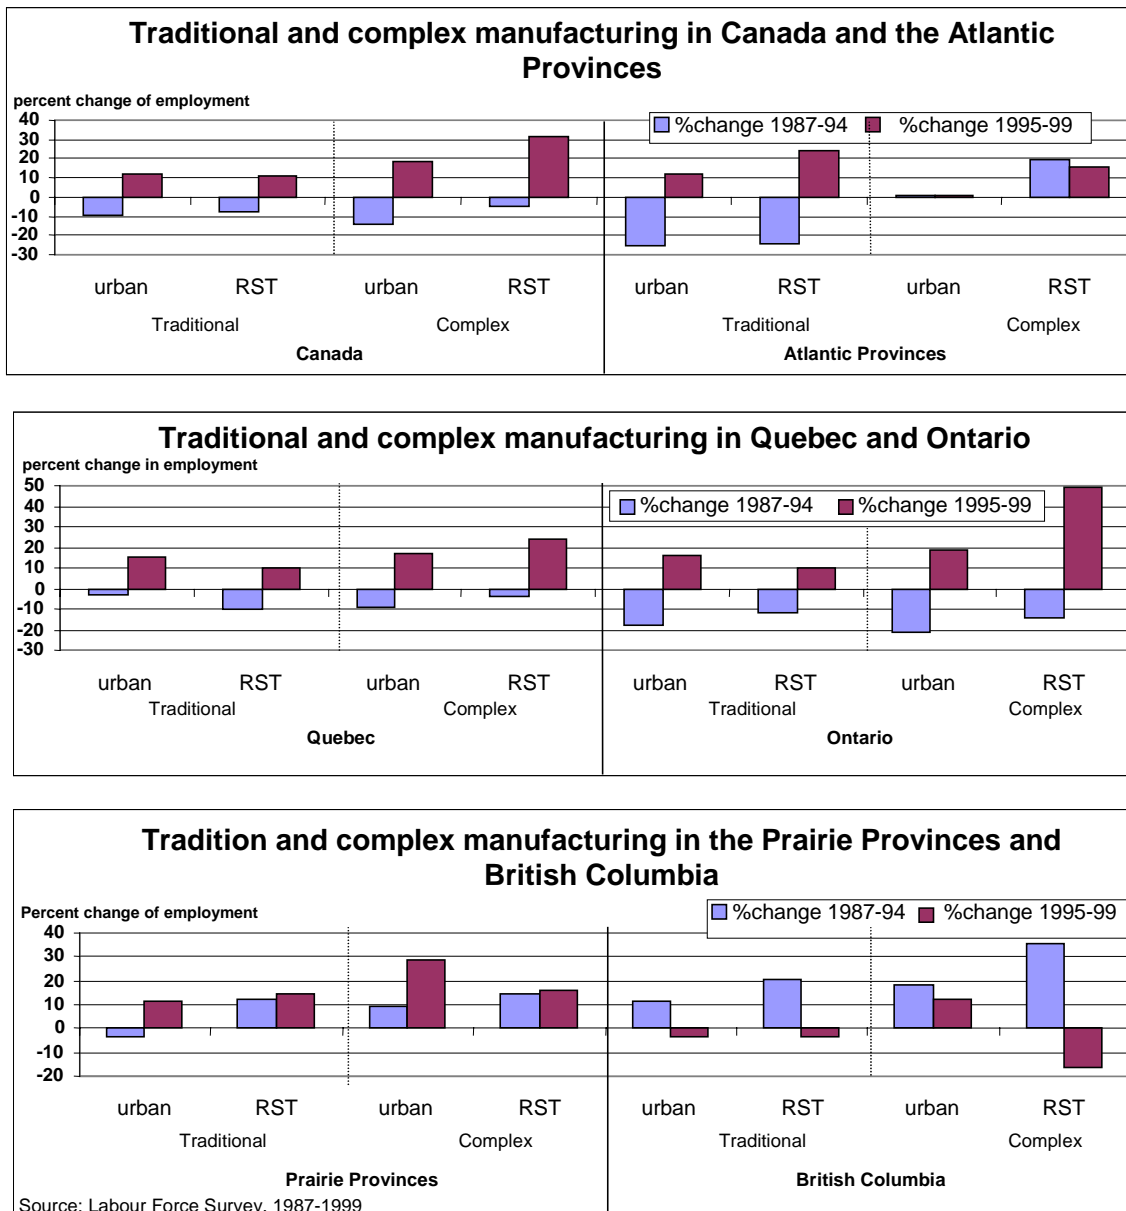 Traditional and complex manufacturing in Canada and the Atlantic
Provinces
percent change of employment
%change 1987-94 %change 1995-99
40
30
20
10
0
-10
-20
-30
urban RST urban RST urban RST urban RST
Traditional Complex Traditional Complex
Canada Atlantic Provinces
Traditional and complex manufacturing in Quebec and Ontario
percent change in employment
%change 1987-94 %change 1995-99
50
40
30
20
10
0
-10
-20
-30
urban RST urban RST urban RST urban RST
Traditional Complex Traditional Complex
Quebec Ontario
Tradition and complex manufacturing in the Prairie Provinces and
British Columbia
Percent change of employment
%change 1987-94 %change 1995-99
40
30
20
10
0
-10
-20
urban RST urban RST urban RST urban RST
Traditional Complex Traditional Complex
Prairie Provinces British Columbia
Source: Labour Force Survey, 1987-1999